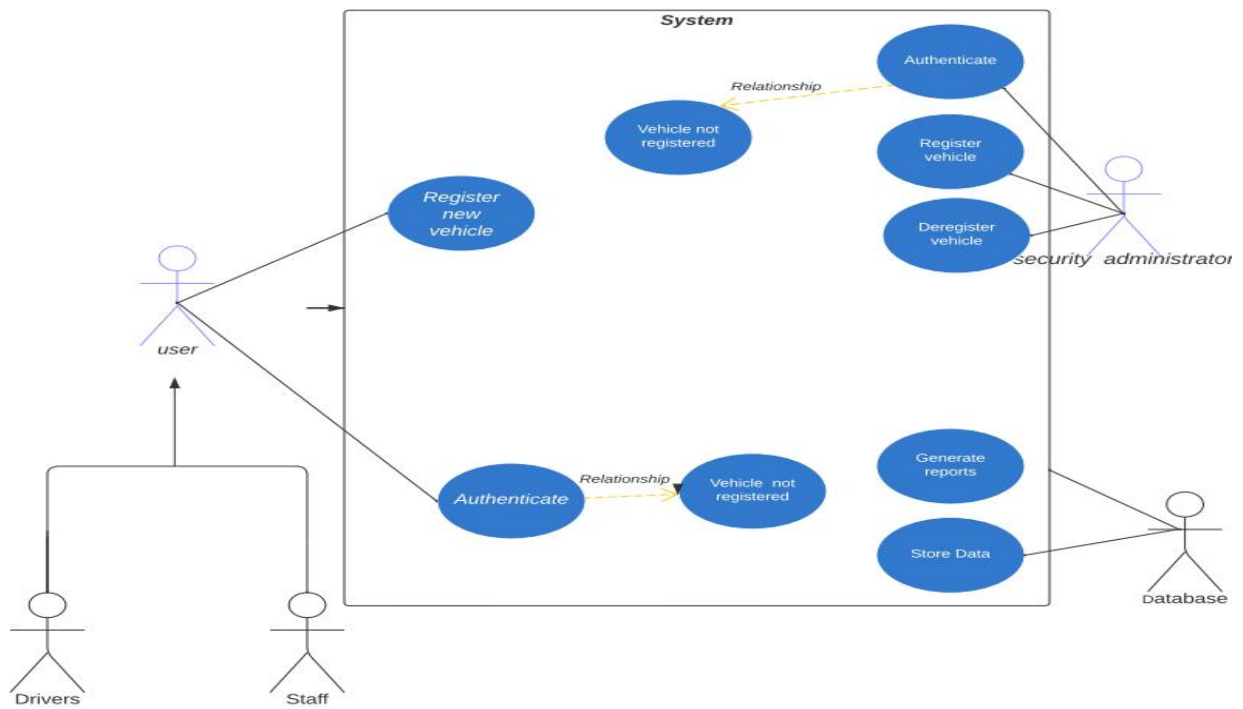 System
Authenticate
Relationship
Vehicle not
registered
Register
vehicle
Register
new
vehicle
Deregister
vehicle
security administrator
user
Generate
reports
Authenticate
Relationship
Vehicle not
registered
Store Data
Database
Drivers
Staff